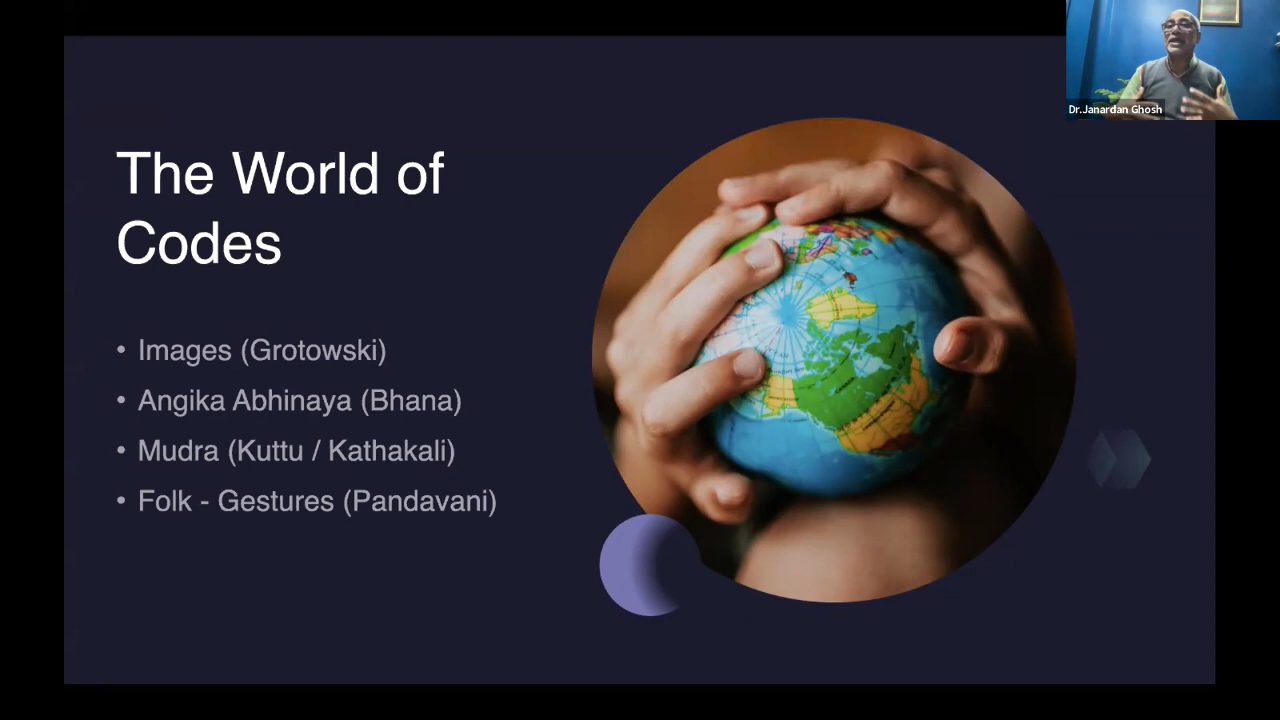 The World of
Codes
• Images (Grotowski)
• Angika Abhinaya (Bhana)
• Mudra (Kuttu / Kathakali)
• Folk - Gestures (Pandavani)
Dr.Janardan Ghosh